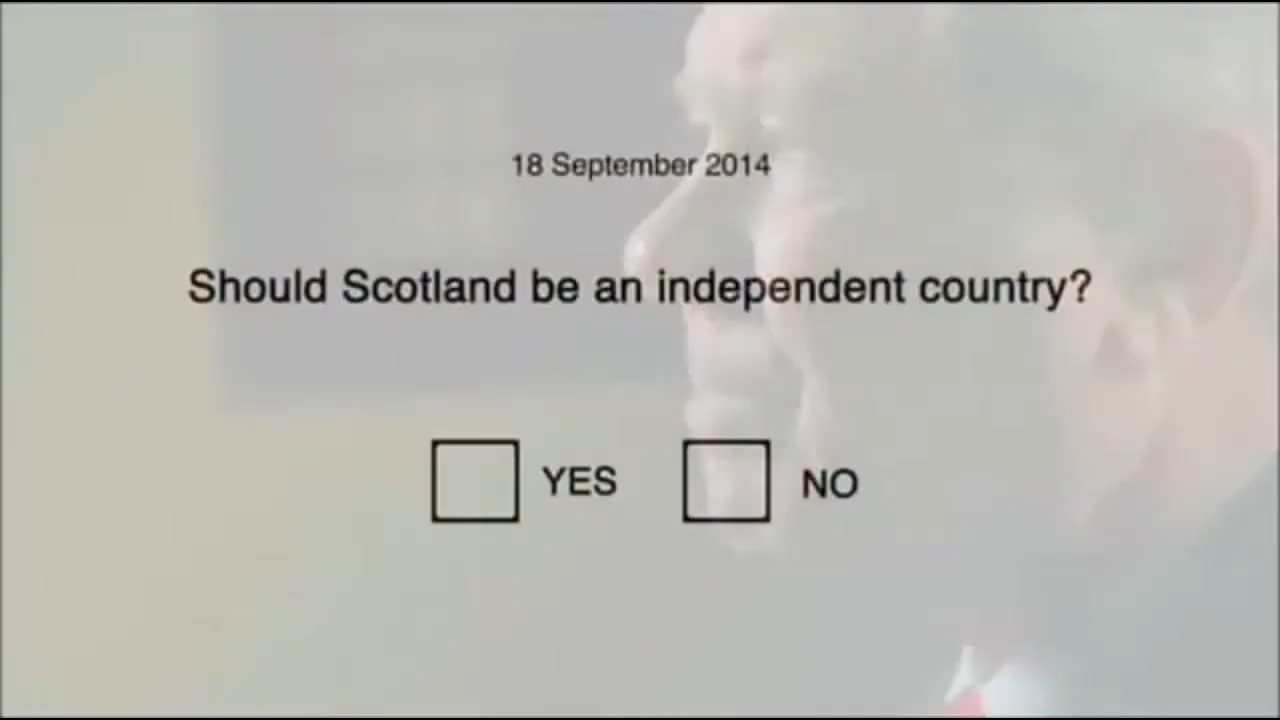 18 September 2014
Should Scotland be an independent country?
YES NO